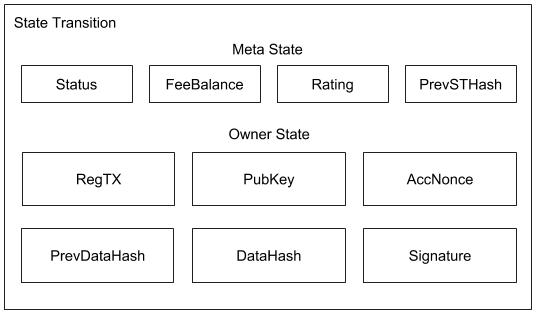 State Transition
Meta State
Status FeeBalance Rating PrevSTHash
Owner State
RegTX PubKey AccNonce
PrevDataHash DataHash Signature